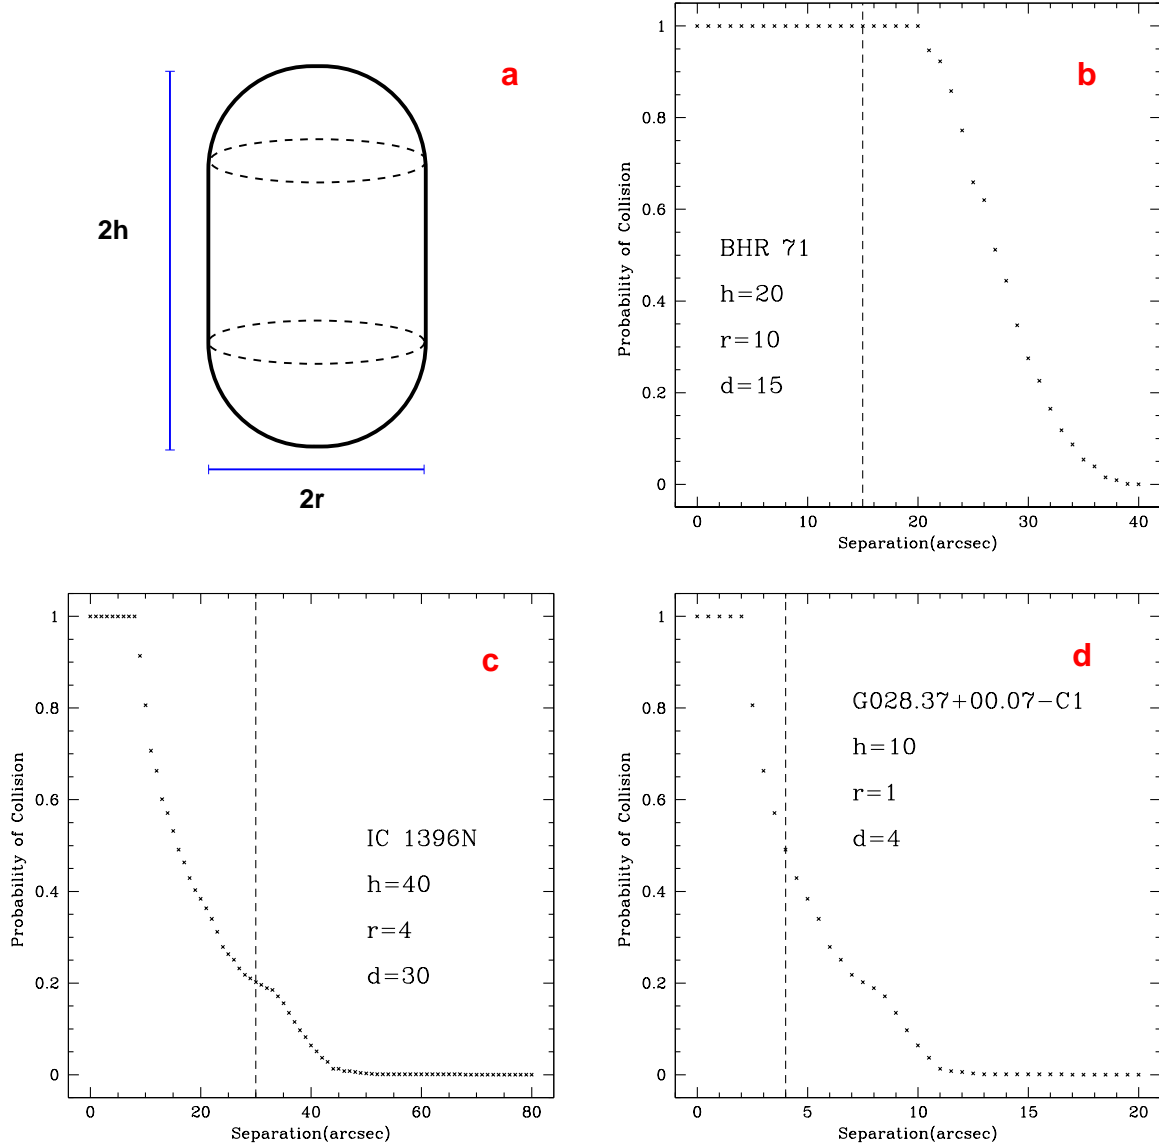 a
2h
2r
b
1
0.8
0.6
0.4
0.2
0
Probability of Collision
BHR 71
h=20
r=10
d=15
0 10 20 30 40
Separation(arcsec)
c
1
0.8
0.6
0.4
0.2
0
Probability of Collision
IC 1396N
h=40
r=4
d=30
0 20 40 60 80
Separation(arcsec)
d
1
0.8
0.6
0.4
0.2
0
Probability of Collision
G028.37+00.07-C1
h=10
r=1
d=4
0 5 10 15 20
Separation(arcsec)